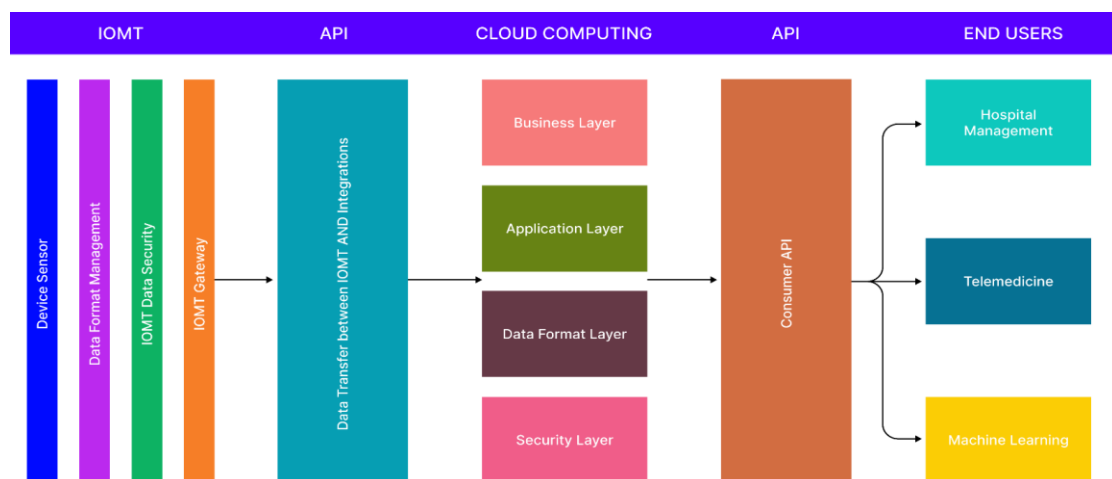 IOMT
API
CLOUD COMPUTING
API
END USERS
Device Sensor
Data Format Management
IOMT Data Security
IOMT Gateway
Data Transfer between IOMT AND Integrations
Business Layer
Application Layer
Data Format Layer
Security Layer
Consumer API
Hospital
Management
Telemedicine
Machine Learning